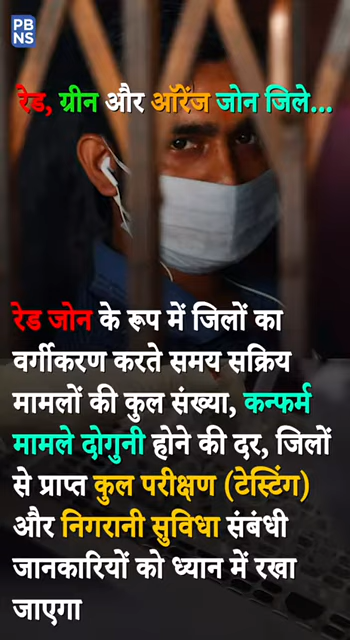 PB
NS
रेड, ग्रीन और ऑरेंज जोन जिले...
रेड जोन के रूप में जिलों का
वर्गीकरण करते समय सक्रिय
मामलों की कुल संख्या, कन्फर्म
मामले दोगुनी होने की दर, जिलों
से प्राप्त कुल परीक्षण (टेस्टिंग)
और निगरानी सुविधा संबंधी
जानकारियों को ध्यान में रखा
जाएगा